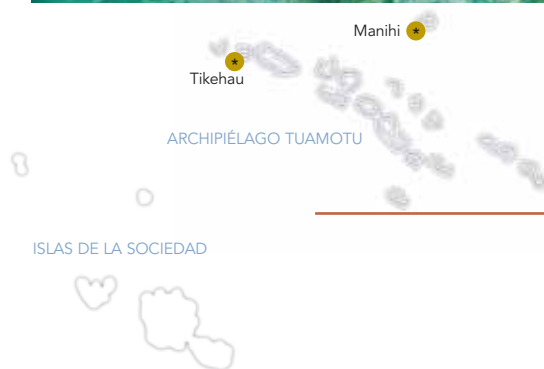 Manihi
Tikehau
ARCHIPIÉLAGO TUAMOTU
ISLAS DE LA SOCIEDAD